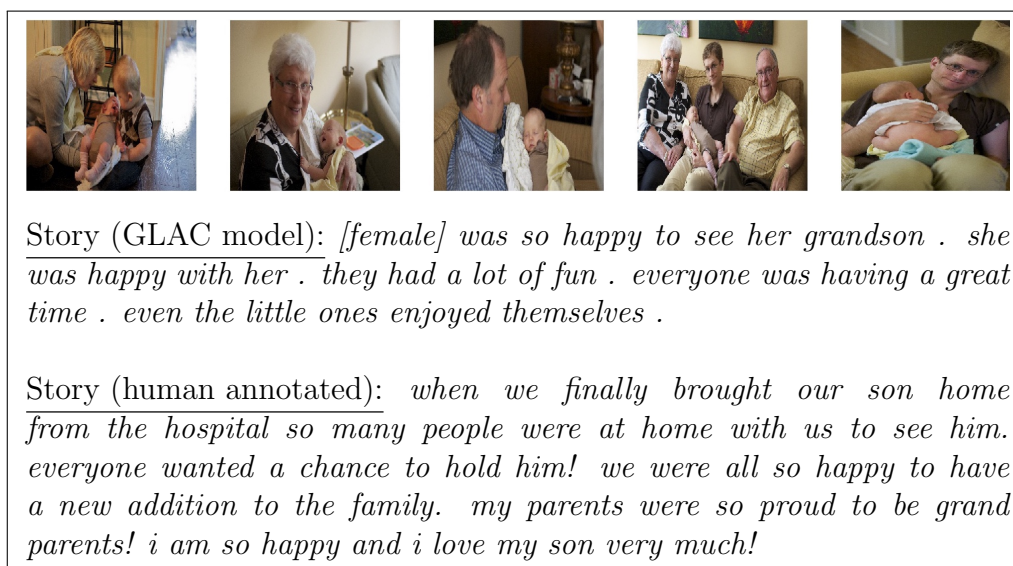 Story (GLAC model): [female] was so happy to see her grandson . she
was happy with her . they had a lot of fun . everyone was having a great
time . even the little ones enjoyed themselves .
Story (human annotated): when we finally brought our son home
from the hospital so many people were at home with us to see him.
everyone wanted a chance to hold him! we were all so happy to have
a new addition to the family. my parents were so proud to be grand
parents! i am so happy and i love my son very much!